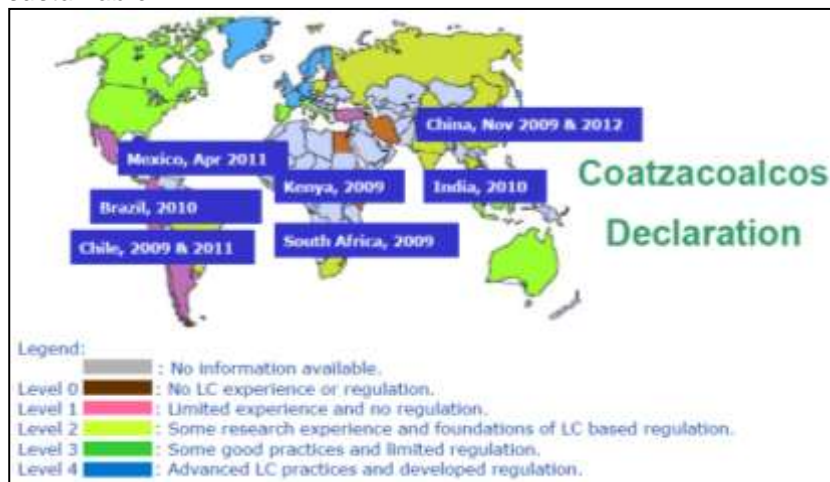 China, Nov 2009 & 2012
Mexico, Apr 2011
Kenya, 2009
India, 2010
Coatzacoalcos
Declaration
Brazil, 2010
Chile, 2009 & 2011
South Africa, 2009
Legend:
: No information available.
Level 0 : No LC experience or regulation.
Level 1 : Limited experience and no regulation.
Level 2 : Some research experience and foundations of LC based regulation.
Level 3 : Some good practices and limited regulation.
Level 4 : Advanced LC practices and developed regulation.